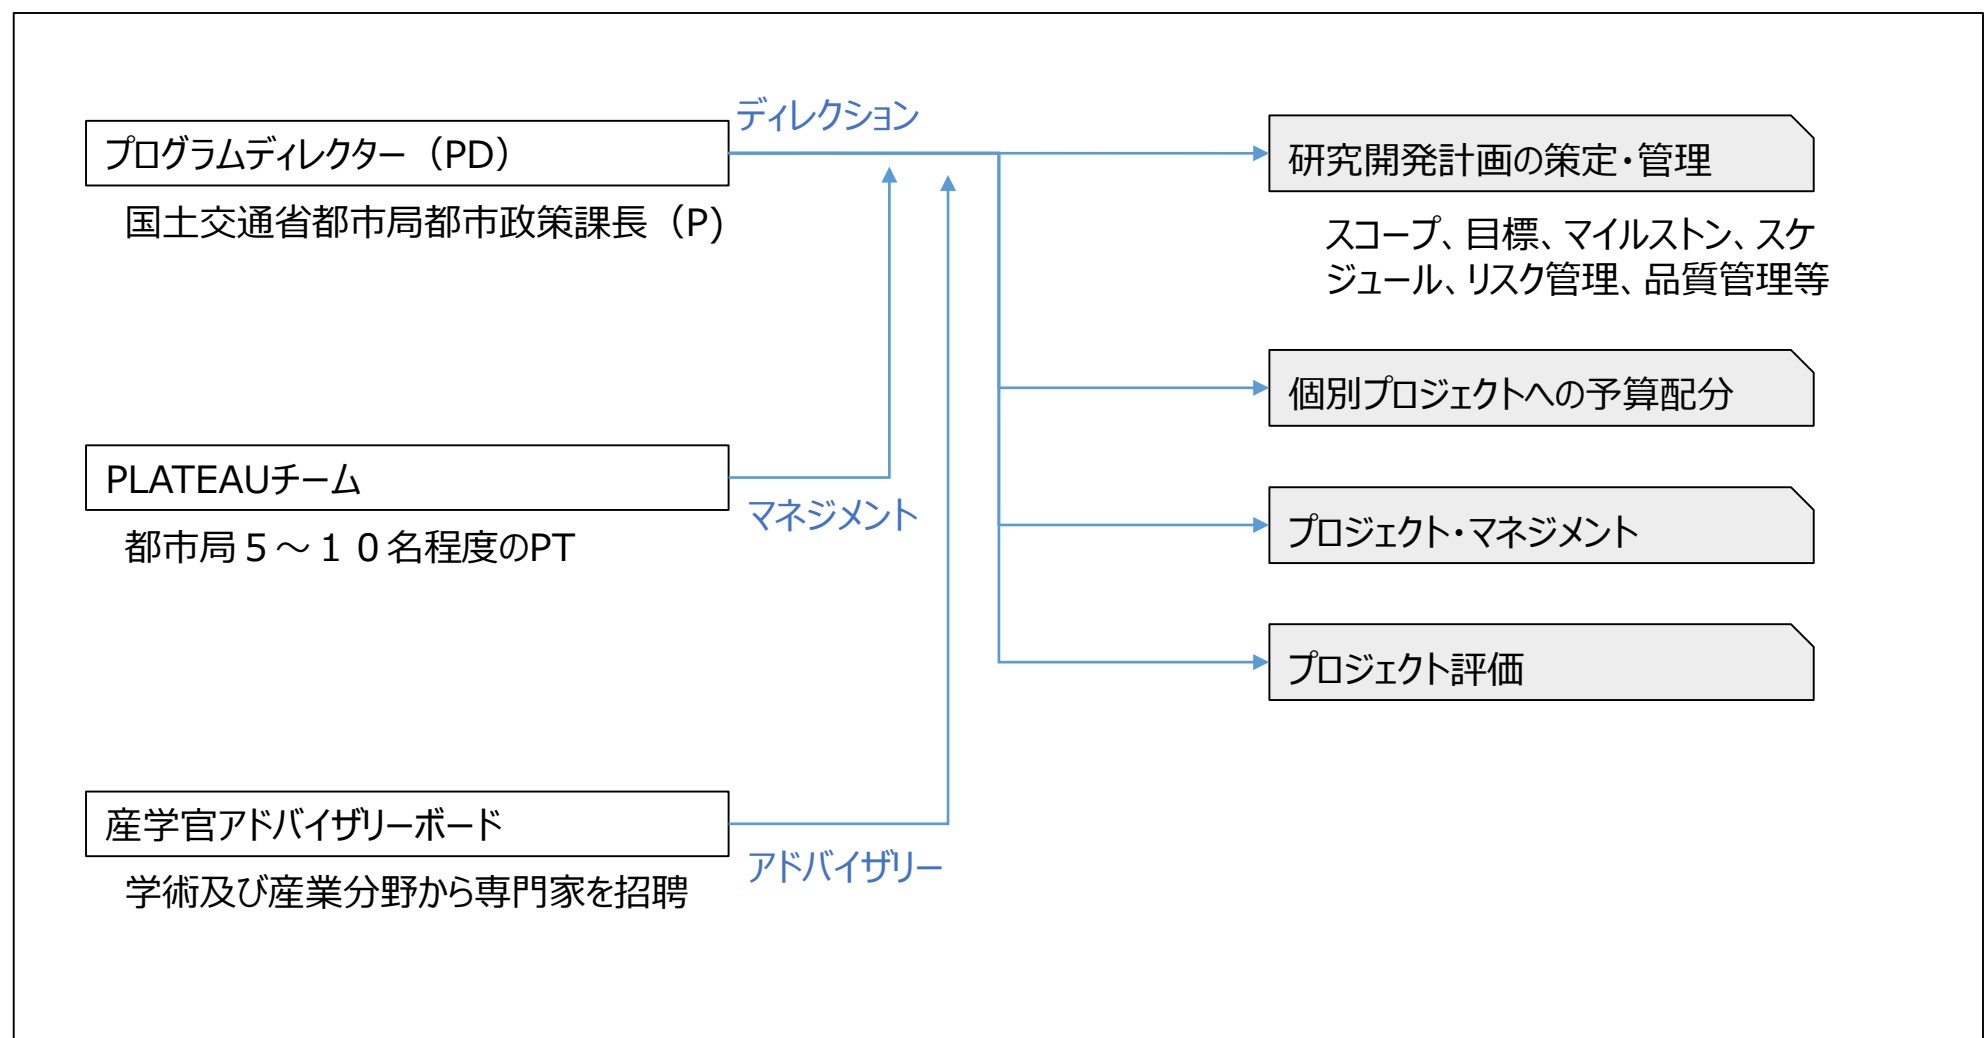 ディレクション
プログラムディレクター（PD）
国土交通省都市局都市政策課長（P)
PLATEAUチーム
マネジメント
都市局５～１０名程度のPT
産学官アドバイザリーボード
アドバイザリー
学術及び産業分野から専門家を招聘
研究開発計画の策定・管理
スコープ、目標、マイルストン、スケ
ジュール、リスク管理、品質管理等
個別プロジェクトへの予算配分
プロジェクト・マネジメント
プロジェクト評価